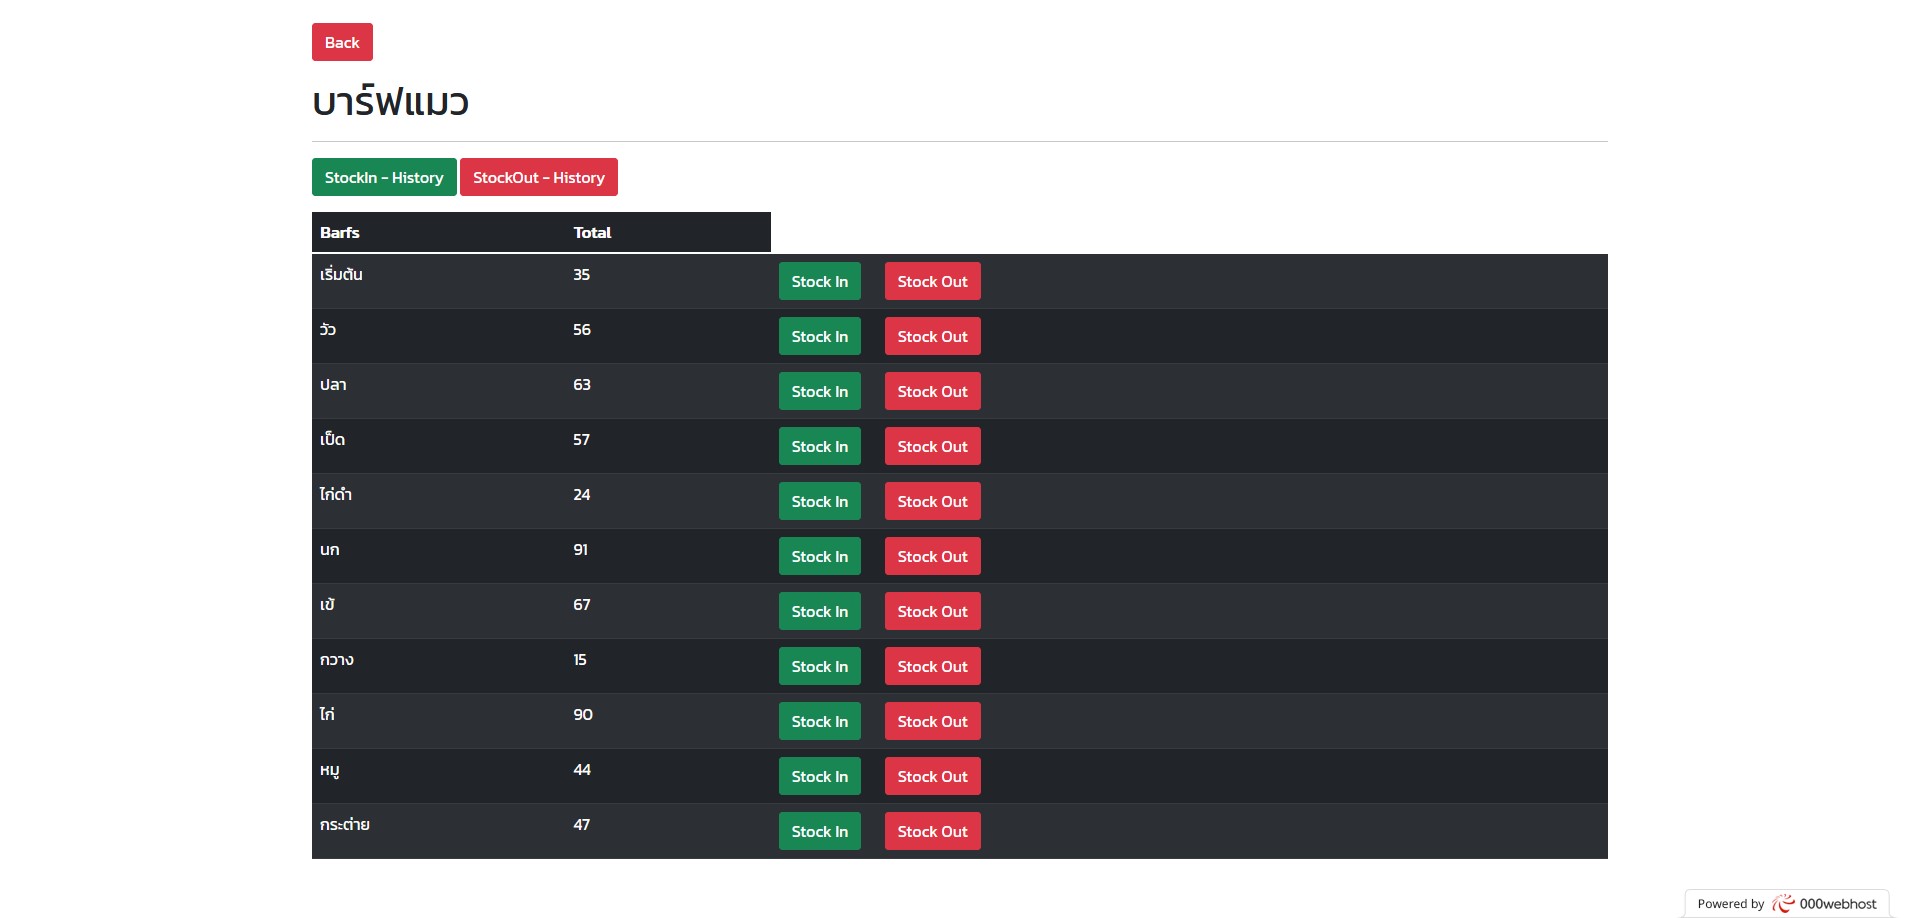 Back
บาร์ฟแมว
StockIn - History StockOut - History
Barfs Total
เริ่มต้น 35 Stock In Stock Out
วัว 56 Stock In Stock Out
ปลา 63 Stock In Stock Out
เป็ด 57 Stock In Stock Out
ไก่ดำ 24 Stock In Stock Out
นก 91 Stock In Stock Out
เข้ 67 Stock In Stock Out
กวาง 15 Stock In Stock Out
ไก่ 90 Stock In Stock Out
หมู 44 Stock In Stock Out
กระต่าย 47 Stock In Stock Out
Powered by 000webhost